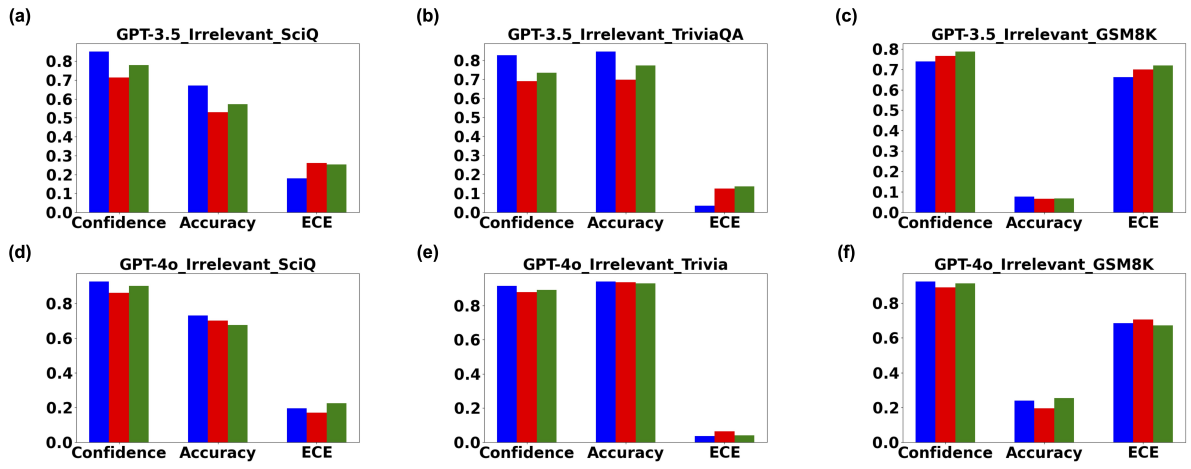 (a)
GPT-3.5_Irrelevant_SciQ
0.8
0.7
0.6
0.5
0.4
0.3
0.2
0.1
0.0
Confidence Accuracy ECE
(b)
GPT-3.5_Irrelevant_TriviaQA
0.8
0.7
0.6
0.5
0.4
0.3
0.2
0.1
0.0
Confidence Accuracy ECE
(c)
GPT-3.5_Irrelevant_GSM8K
0.8
0.7
0.6
0.5
0.4
0.3
0.2
0.1
0.0
Confidence Accuracy ECE
(d)
GPT-4o_Irrelevant_SciQ
0.8
0.6
0.4
0.2
0.0
Confidence Accuracy ECE
(e)
GPT-4o_Irrelevant_Trivia
0.8
0.6
0.4
0.2
0.0
Confidence Accuracy ECE
(f)
GPT-4o_Irrelevant_GSM8K
0.8
0.6
0.4
0.2
0.0
Confidence Accuracy ECE